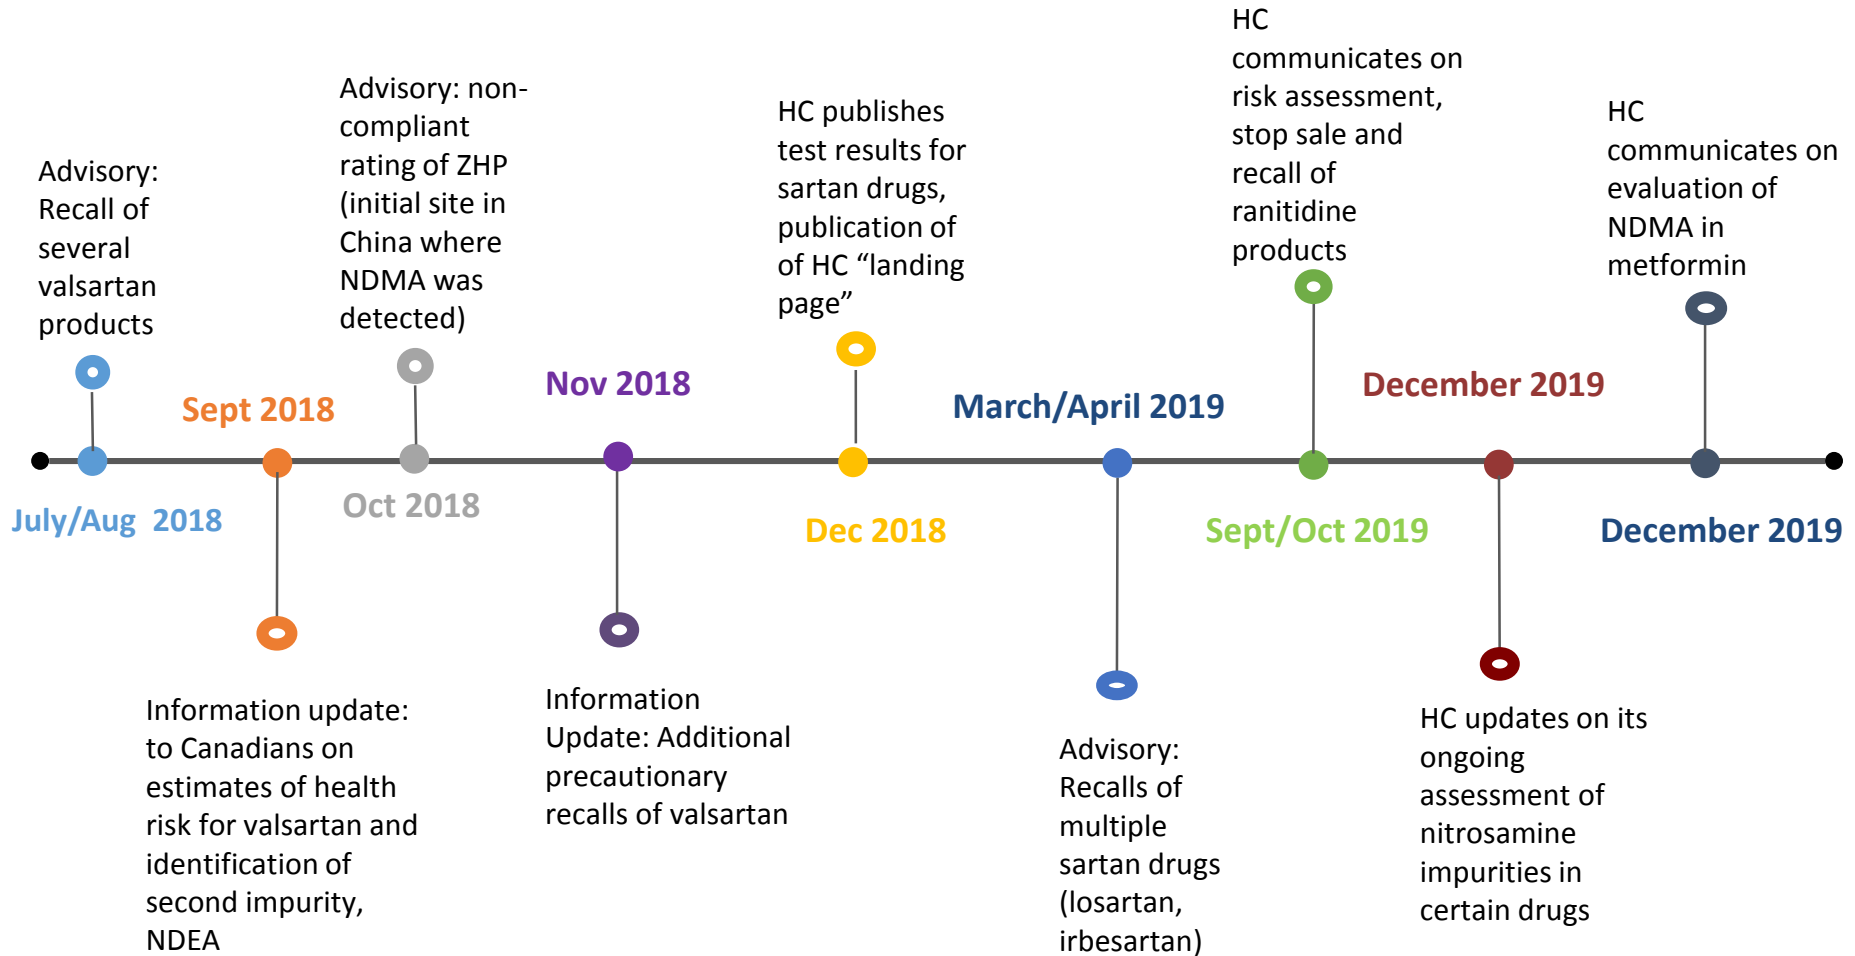 Advisory:
Recall of
several
valsartan
products
July/Aug  2018
Sept 2018
Information update:
to Canadians on
estimates of health
risk for valsartan and
identification of
second impurity,
NDEA
Advisory: non-
compliant
rating of ZHP
(initial site in
China where
NDMA was
detected)
Oct 2018
Nov 2018
Information
Update: Additional
precautionary
recalls of valsartan
HC publishes
test results for
sartan drugs,
publication of
of HC “landing
page”
Dec 2018
March/April 2019
Advisory:
Recalls of
multiple
sartan drugs
(losartan,
irbesartan)
HC
communicates on
risk assessment,
stop sale and
recall of
ranitidine
products
Sept/Oct 2019
December 2019
HC updates on its
ongoing
assessment of
nitrosamine
impurities in
certain drugs
HC
communicates on
evaluation of
NDMA in
metformin
December 2019